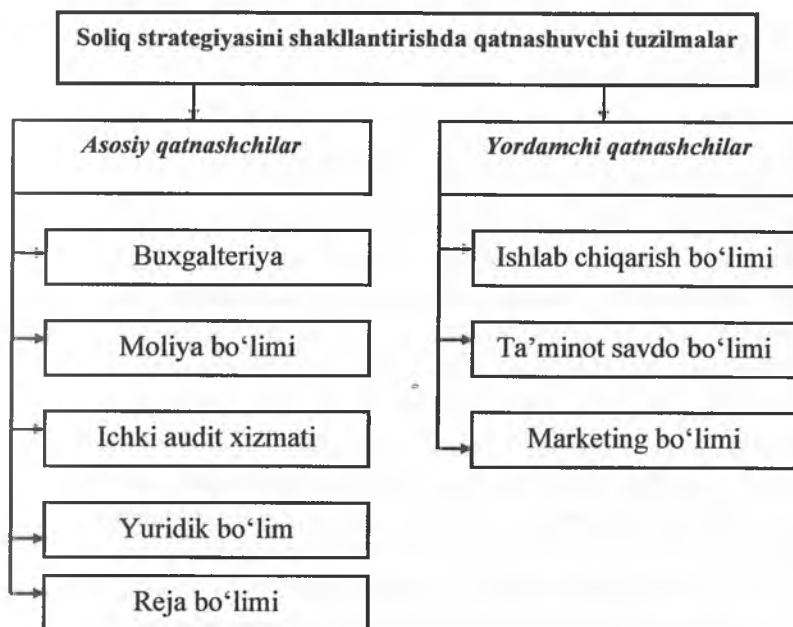 Soliq strategiyasini shakllantirishda qatnashuvchi tuzilmalar
Asosiy qatnashchilar
Buxgalteriya
Moliya bo‘limi
Ichki audit xizmati
Yuridik bo‘lim
Reja bo‘limi
Yordamchi qatnashchilar
Ishlab chiqarish bo‘limi
Ta’minot savdo bo‘limi
Marketing bo‘limi